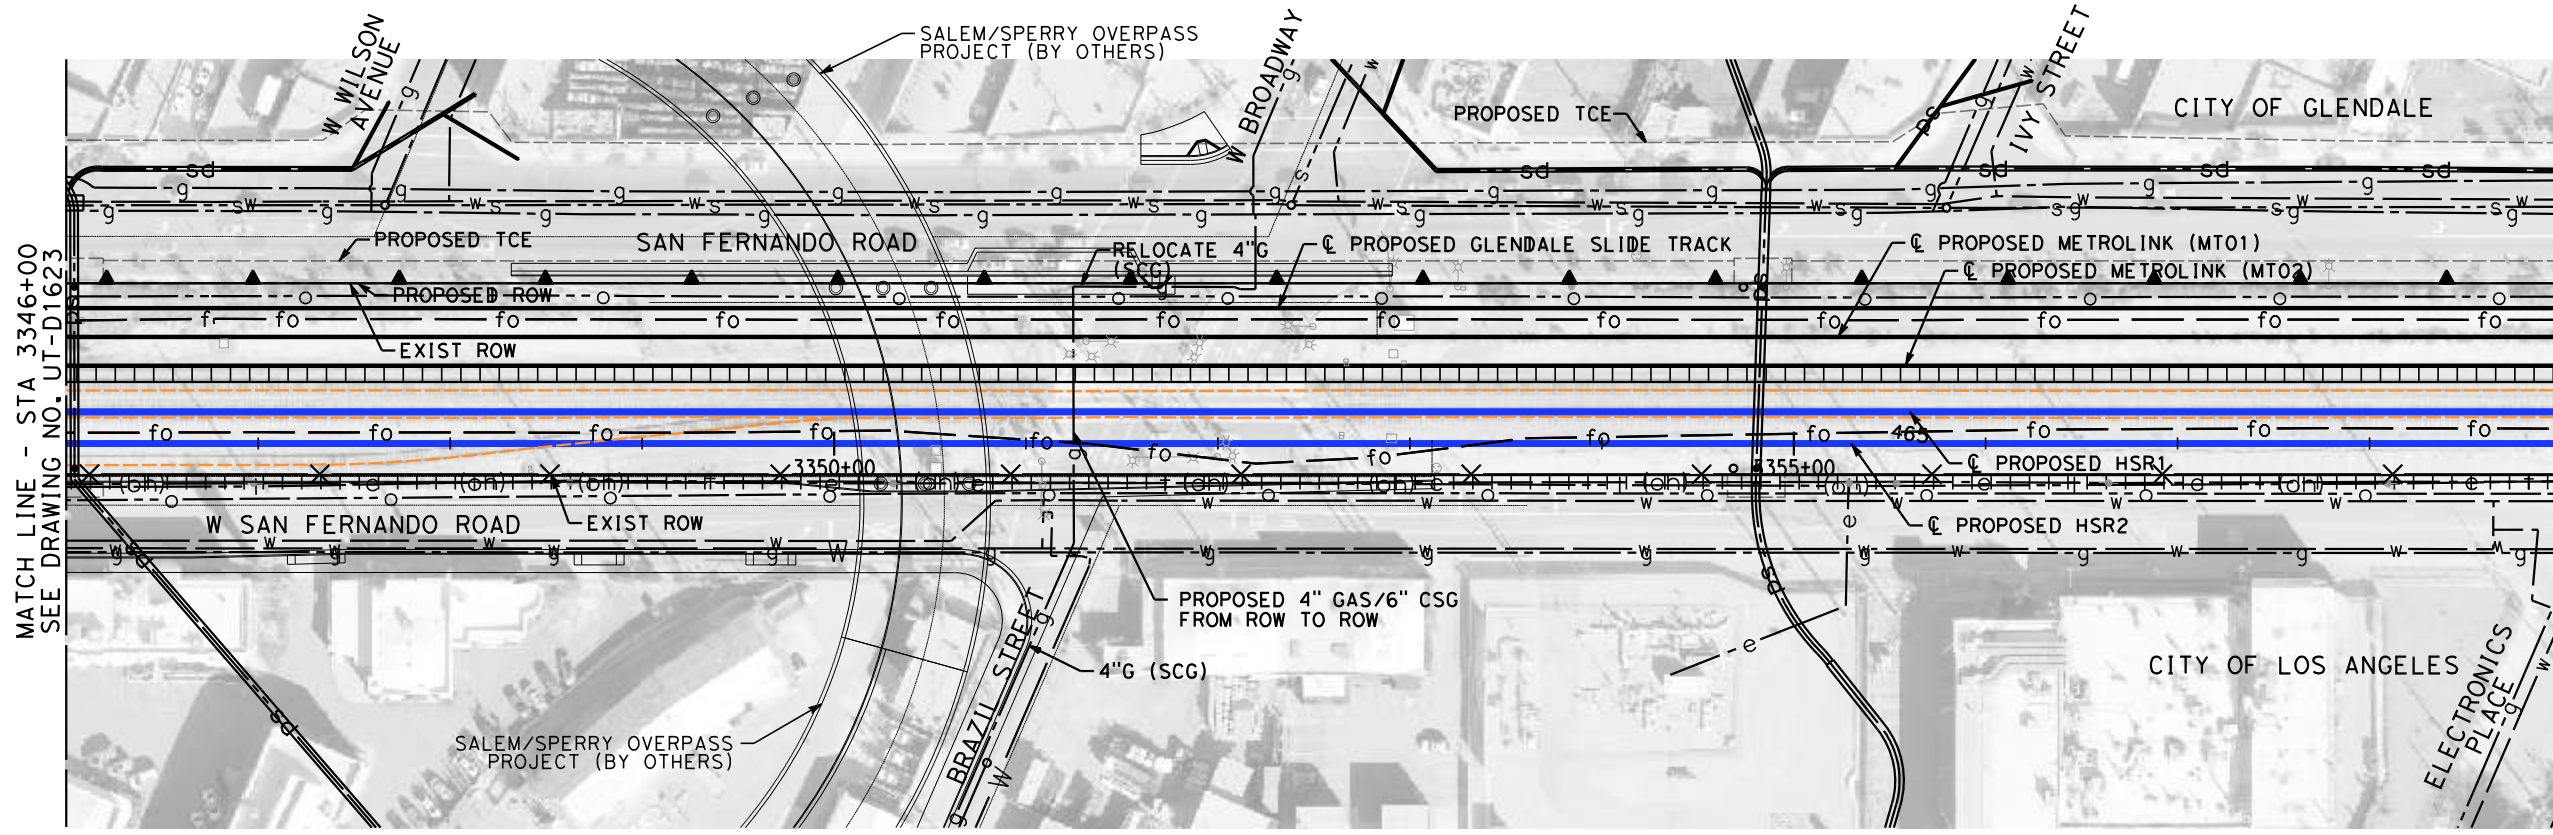 W WILSON
AVENUE
SALEM/SPERRY OVERPASS
PROJECT (BY OTHERS)
W BROADWAY
PROPOSED TCE
IVY STREET
CITY OF GLENDALE
MATCH LINE - STA 3346+00
SEE DRAWING NO. UT-D1623
PROPOSED TCE
SAN FERNANDO ROAD
RELOCATE 4"G
(SCG)
℄ PROPOSED GLENDALE SLIDE TRACK
℄ PROPOSED METROLINK (MT01)
℄ PROPOSED METROLINK (MT02)
PROPOSED ROW
EXIST ROW
465
3350+00
3355+00
℄ PROPOSED HSR1
W SAN FERNANDO ROAD
EXIST ROW
℄ PROPOSED HSR2
PROPOSED 4" GAS/6" CSG
FROM ROW TO ROW
BRAZIL STREET
4"G (SCG)
CITY OF LOS ANGELES
ELECTRONICS
PLACE
SALEM/SPERRY OVERPASS
PROJECT (BY OTHERS)